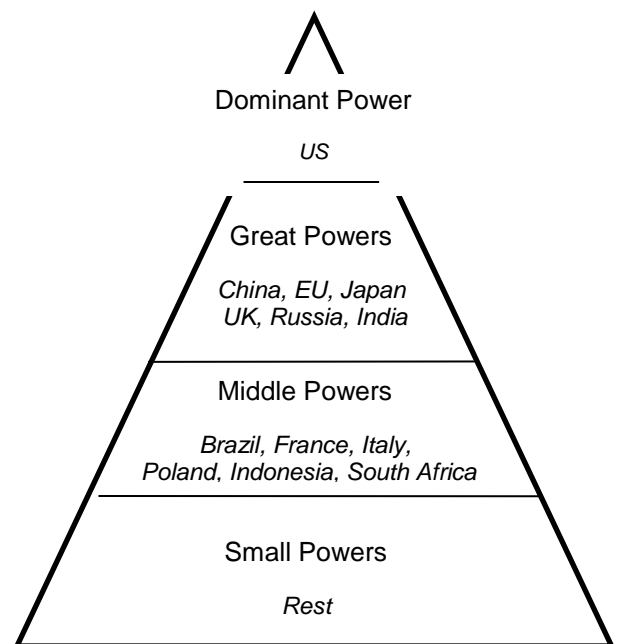 Dominant Power
US
Great Powers
China, EU, Japan
UK, Russia, India
Middle Powers
Brazil, France, Italy,
Poland, Indonesia, South Africa
Small Powers
Rest